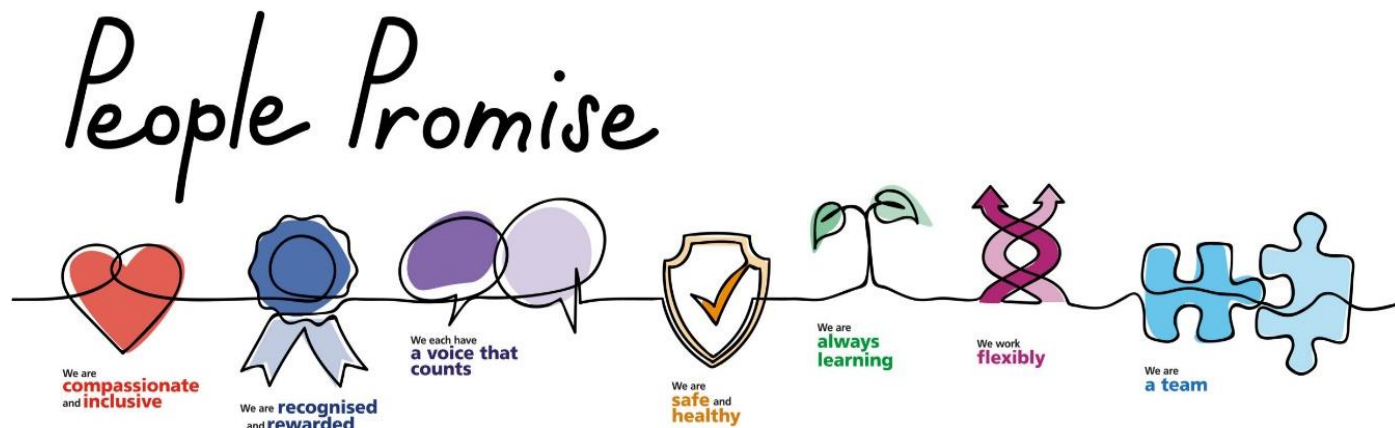 People Promise
We are
compassionate
and inclusive
We are recognised
and rewarded
We each have
a voice that
counts
We are
safe and
healthy
We are
always
learning
We work
flexibly
We are
a team